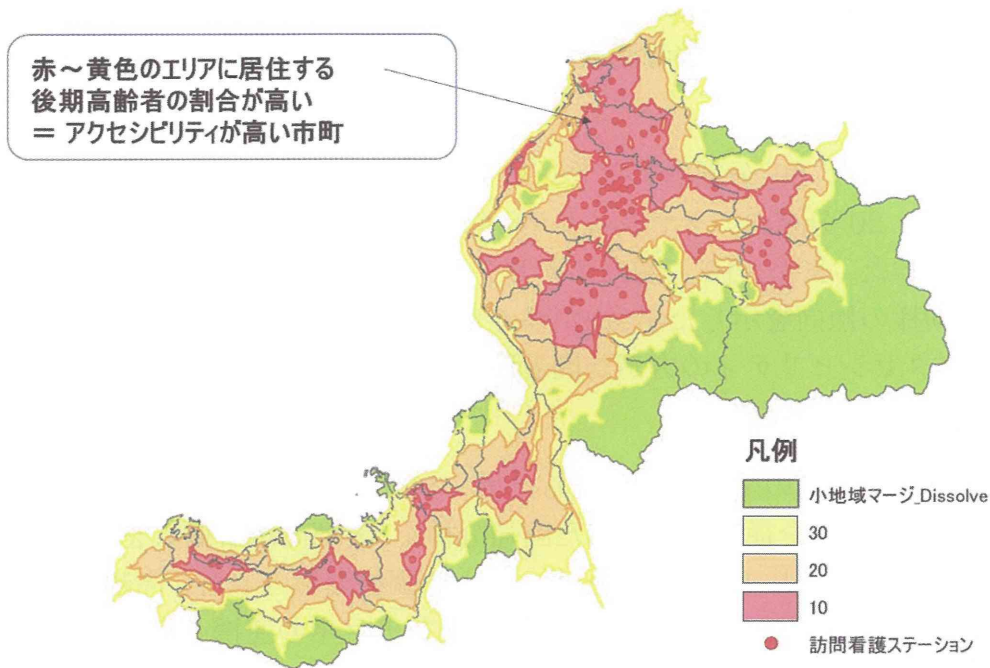 赤～黄色のエリアに居住する
後期高齢者の割合が高い
＝ アクセシビリティが高い市町
凡例
小地域マージ_Dissolve
30
20
10
訪問看護ステーション